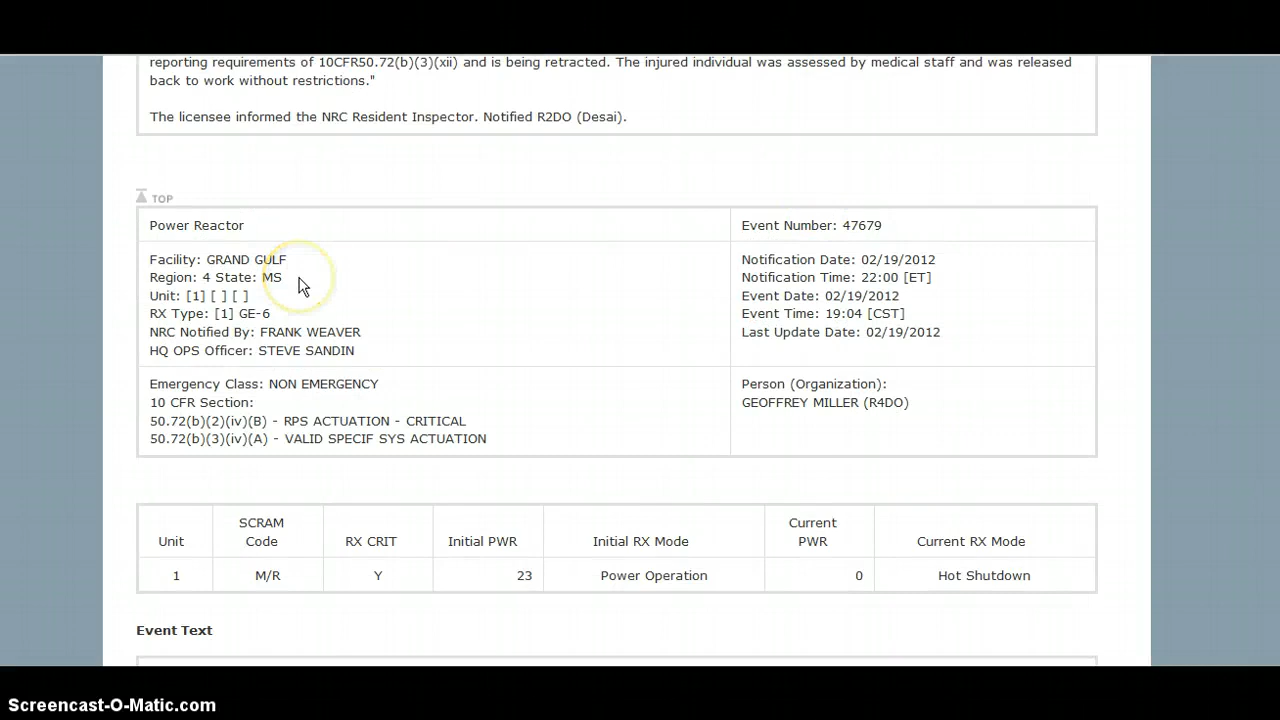 reporting requirements of 10CFR50.72(b)(3)(xii) and is being retracted. The injured individual was assessed by medical staff and was released
back to work without restrictions."
The licensee informed the NRC Resident Inspector. Notified R2DO (Desai).
TOP
Power Reactor
Event Number: 47679
Facility: GRAND GULF
Region: 4 State: MS
Unit: [1] [ ] [ ]
RX Type: [1] GE-6
NRC Notified By: FRANK WEAVER
HQ OPS Officer: STEVE SANDIN
Notification Date: 02/19/2012
Notification Time: 22:00 [ET]
Event Date: 02/19/2012
Event Time: 19:04 [CST]
Last Update Date: 02/19/2012
Emergency Class: NON EMERGENCY
10 CFR Section:
50.72(b)(2)(iv)(B) - RPS ACTUATION - CRITICAL
50.72(b)(3)(iv)(A) - VALID SPECIF SYS ACTUATION
Person (Organization):
GEOFFREY MILLER (R4DO)
Unit SCRAM Code RX CRIT Initial PWR Initial RX Mode Current PWR Current RX Mode
1 M/R Y 23 Power Operation 0 Hot Shutdown
Event Text
Screencast-O-Matic.com